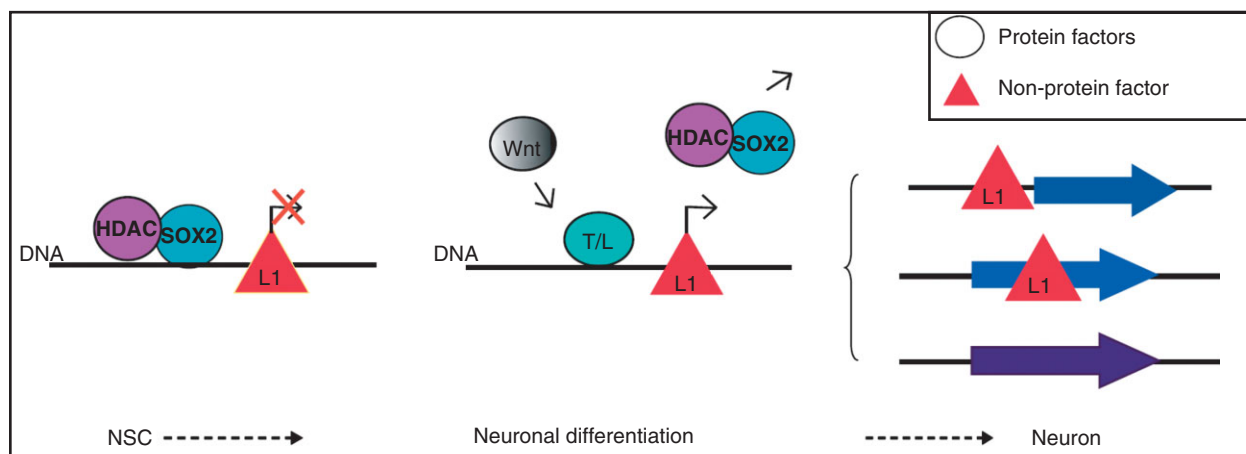 Protein factors
Non-protein factor
HDAC
SOX2
DNA
L1
Wnt
HDAC
SOX2
T/L
DNA
L1
L1
L1
NSC
Neuronal differentiation
Neuron